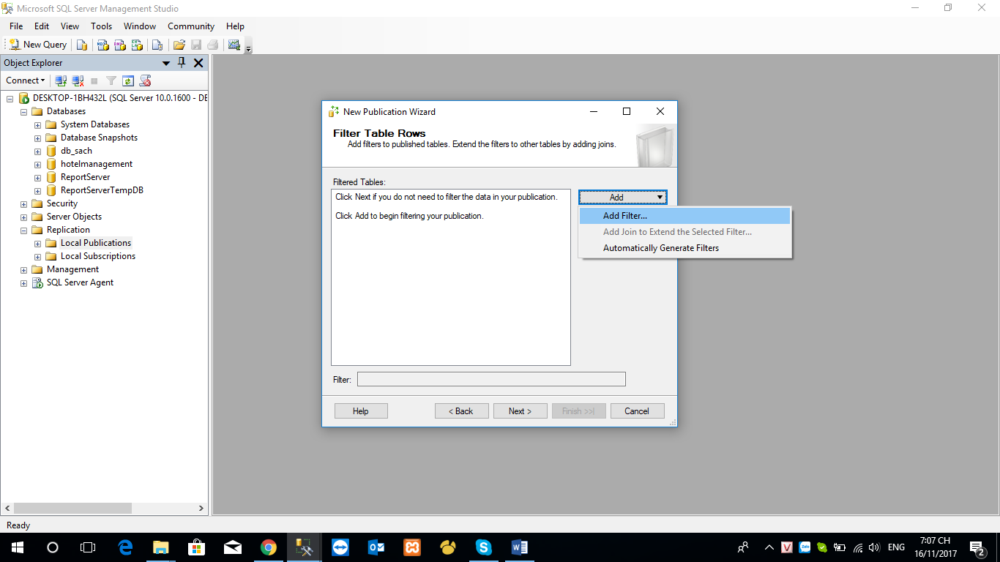 Microsoft SQL Server Management Studio
File Edit View Tools Window Community Help
New Query
Object Explorer
Connect
DESKTOP-1BH432L (SQL Server 10.0.1600 - DE
Databases
System Databases
Database Snapshots
db_sach
hotelmanagement
ReportServer
ReportServerTempDB
Security
Server Objects
Replication
Local Publications
Local Subscriptions
Management
SQL Server Agent
New Publication Wizard
Filter Table Rows
Add filters to published tables. Extend the filters to other tables by adding joins.
Filtered Tables:
Click Next if you do not need to filter the data in your publication.
Click Add to begin filtering your publication.
Add
Add Filter...
Add Join to Extend the Selected Filter...
Automatically Generate Filters
Filter:
Help < Back Next > Finish >>| Cancel
Ready
ENG
7:07 CH
16/11/2017
2